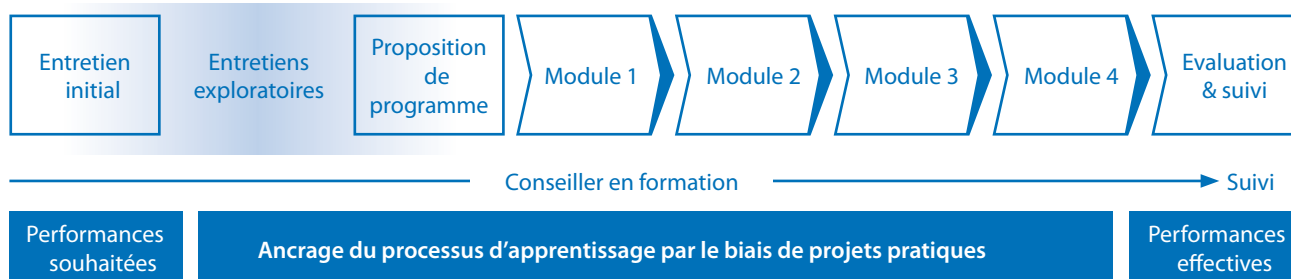 Entretien
initial
Entretiens
exploratoires
Proposition
de
programme
Module 1
Module 2
Module 3
Module 4
Evaluation
& suivi
Conseiller en formation
Suivi
Performances
souhaitées
Ancrage du processus d’apprentissage par le biais de projets pratiques
Performances
effectives